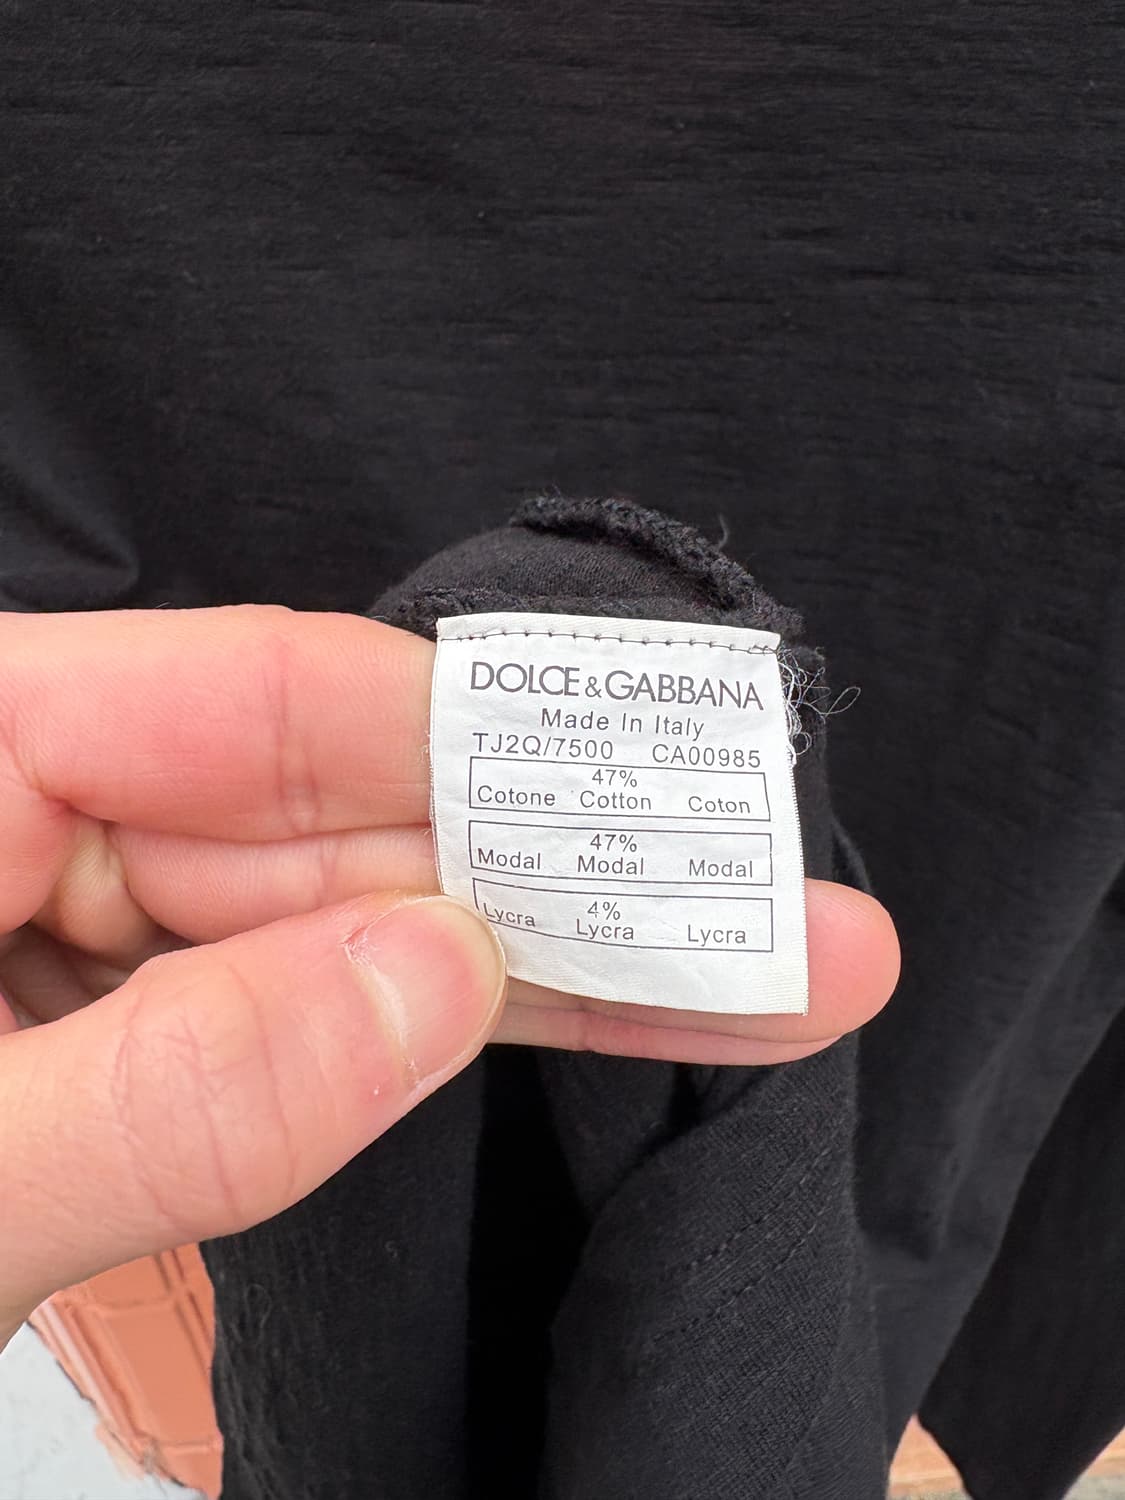 DOLCE & GABBANA
Made In Italy
TJ2Q/7500 CA00985
47%
Cotone Cotton Coton
47%
Modal Modal Modal
4%
Lycra Lycra Lycra